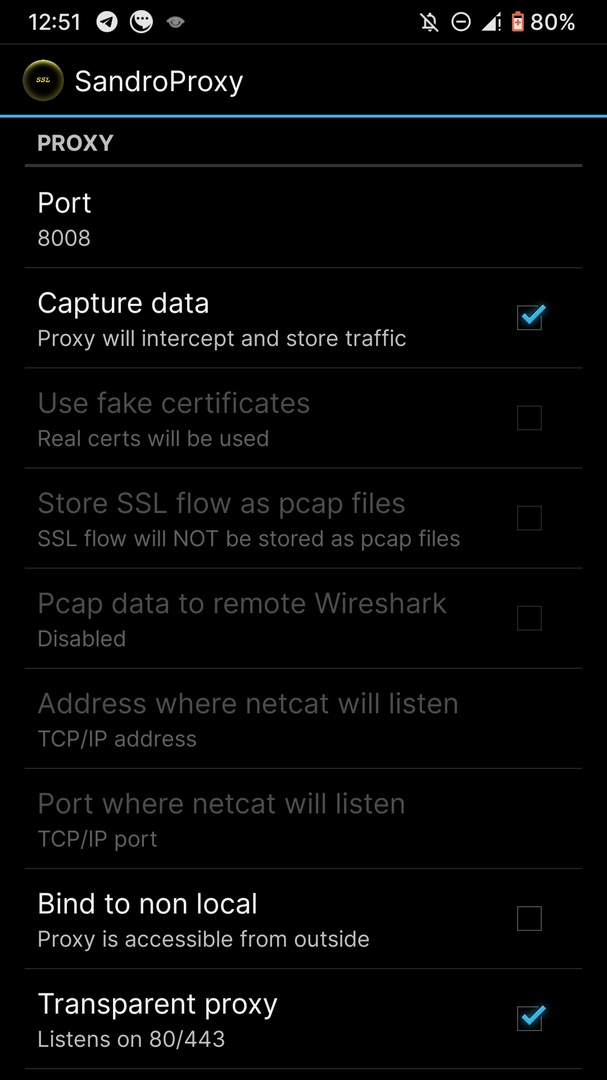 12:51
80%
SSL
SandroProxy
PROXY
Port
8008
Capture data
Proxy will intercept and store traffic
Use fake certificates
Real certs will be used
Store SSL flow as pcap files
SSL flow will NOT be stored as pcap files
Pcap data to remote Wireshark
Disabled
Address where netcat will listen
TCP/IP address
Port where netcat will listen
TCP/IP port
Bind to non local
Proxy is accessible from outside
Transparent proxy
Listens on 80/443